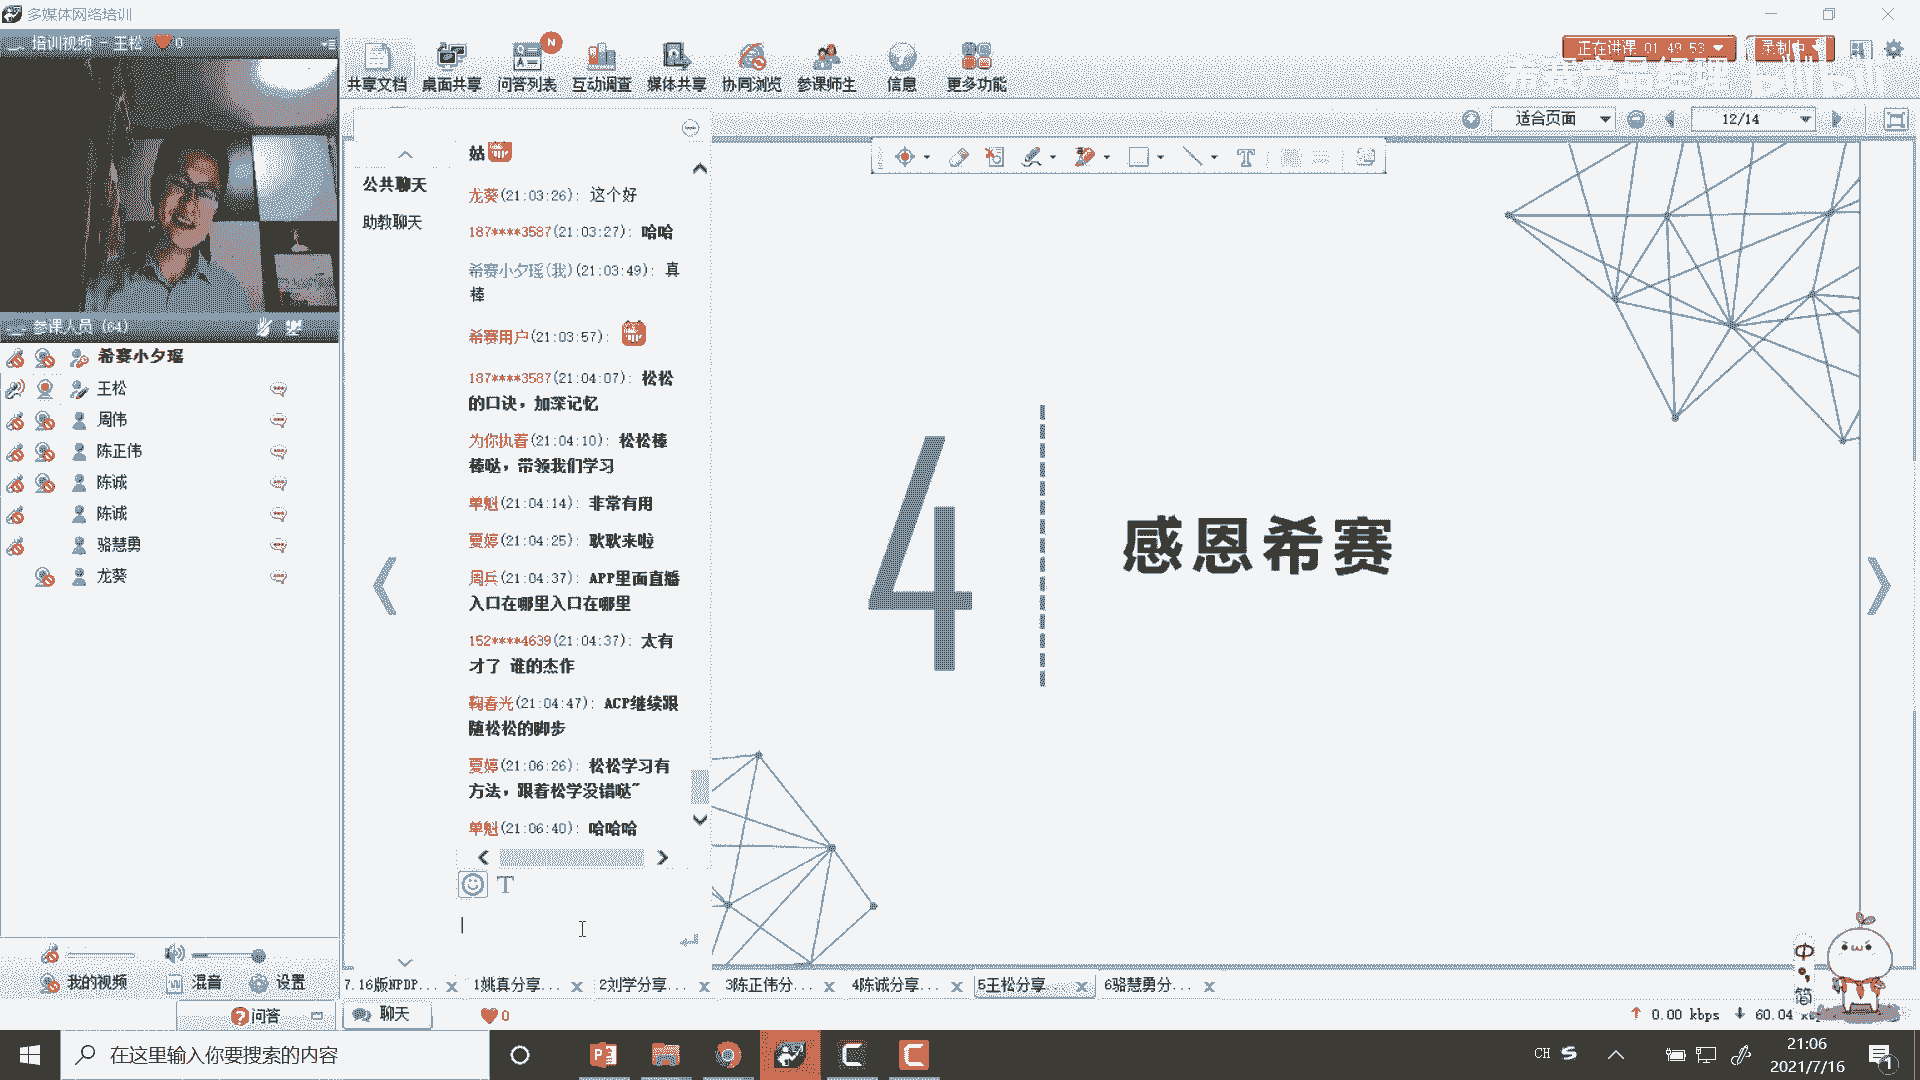 多媒体网络培训
培训视频 - 王松 0
正在讲课 01:49:53
录制中
希赛产品经理
bilibili
共享文档
桌面共享
问答列表
互动调查
媒体共享
协同浏览
参课师生
信息
更多功能
N
适合页面
12/14
公共聊天
助教聊天
姑
尤葵(21:03:26): 这个好
187****3587(21:03:27): 哈哈
希赛小夕瑶(我)(21:03:49): 真
棒
希赛用户(21:03:57):
187****3587(21:04:07): 松松
的口诀，加深记忆
为你执着(21:04:10): 松松棒
棒哒，带领我们学习
单魁(21:04:14): 非常有用
夏婷(21:04:25): 耿耿来啦
周兵(21:04:37): APP里面直播
入口在哪里入口在哪里
152****4639(21:04:37): 太有
才了 谁的杰作
鞠春光(21:04:47): ACP继续跟
随松松的脚步
夏婷(21:06:26): 松松学习有
方法，跟着松学没错哒~
单魁(21:06:40): 哈哈哈
参课人员 (64)
希赛小夕瑶
王松
周伟
陈正伟
陈诚
陈诚
骆慧勇
尤葵
4
感恩希赛
我的视频
混音
设置
问答
聊天
0
7.16版NPDP...
1姚真分享...
2刘学分享...
3陈正伟分...
4陈诚分享...
5王松分享
6骆慧勇分...
中
简
0.00 kbps
60.04
在这里输入你要搜索的内容
CH
21:06
2021/7/16
1